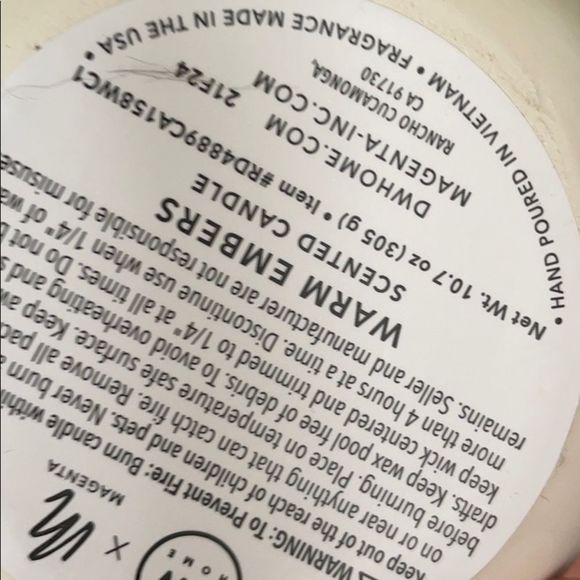 HOME
X
MAGENTA
WARNING: To Prevent Fire: Burn candle within
Keep out of the reach of children and pets. Never burn
on or near anything that can catch fire. Remove all
before burning. Place on temperature safe surface. Keep
drafts. Keep wax pool free of debris. To avoid overheating and
Keep wick centered and trimmed to 1/4" at all times. Do not
more than 4 hours at a time. Discontinue use when 1/4" of
remains. Seller and manufacturer are not responsible for misuse
WARM EMBERS
SCENTED CANDLE
Net Wt. 10.7 oz (305 g) • Item #RD4889CA158WC1
DWHOME.COM
MAGENTA-INC.COM
21F24
RANCHO CUCAMONGA,
CA 91730
• HAND POURED IN VIETNAM • FRAGRANCE MADE IN THE USA •